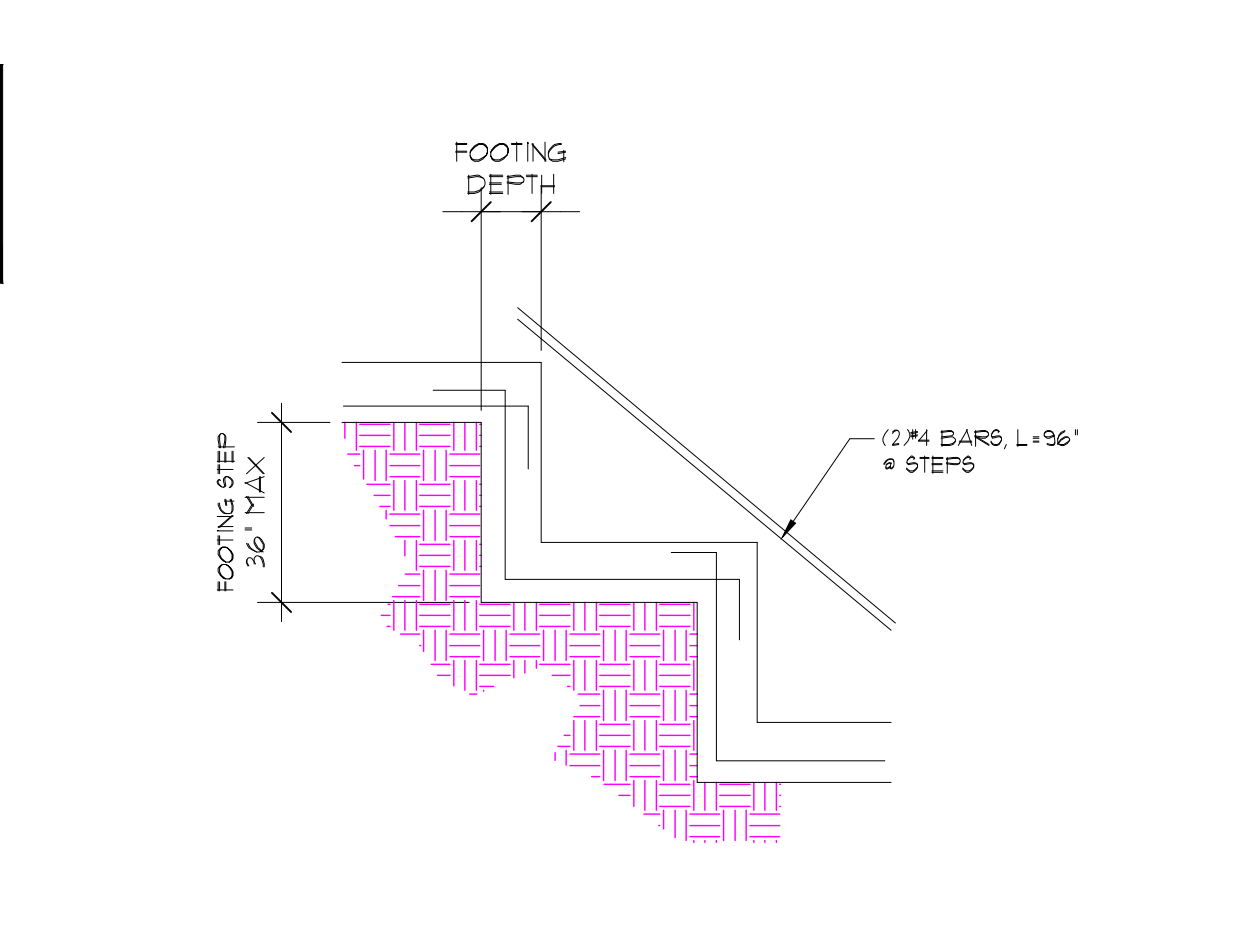 FOOTING
DEPTH
(2)#4 BARS, L=96"
@ STEPS
FOOTING STEP
36" MAX